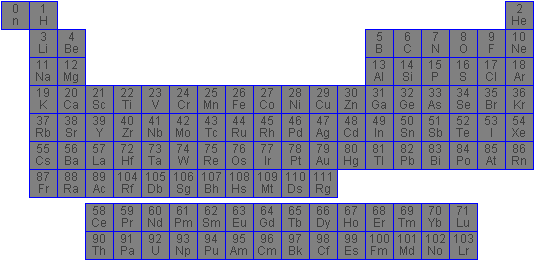 0 1 2
n H He
3 4 5 6 7 8 9 10
Li Be B C N O F Ne
11 12 13 14 15 16 17 18
Na Mg Al Si P S Cl Ar
19 20 21 22 23 24 25 26 27 28 29 30 31 32 33 34 35 36
K Ca Sc Ti V Cr Mn Fe Co Ni Cu Zn Ga Ge As Se Br Kr
37 38 39 40 41 42 43 44 45 46 47 48 49 50 51 52 53 54
Rb Sr Y Zr Nb Mo Tc Ru Rh Pd Ag Cd In Sn Sb Te I Xe
55 56 57 72 73 74 75 76 77 78 79 80 81 82 83 84 85 86
Cs Ba La Hf Ta W Re Os Ir Pt Au Hg Tl Pb Bi Po At Rn
87 88 89 104 105 106 107 108 109 110 111
Fr Ra Ac Rf Db Sg Bh Hs Mt Ds Rg
58 59 60 61 62 63 64 65 66 67 68 69 70 71
Ce Pr Nd Pm Sm Eu Gd Tb Dy Ho Er Tm Yb Lu
90 91 92 93 94 95 96 97 98 99 100 101 102 103
Th Pa U Np Pu Am Cm Bk Cf Es Fm Md No Lr